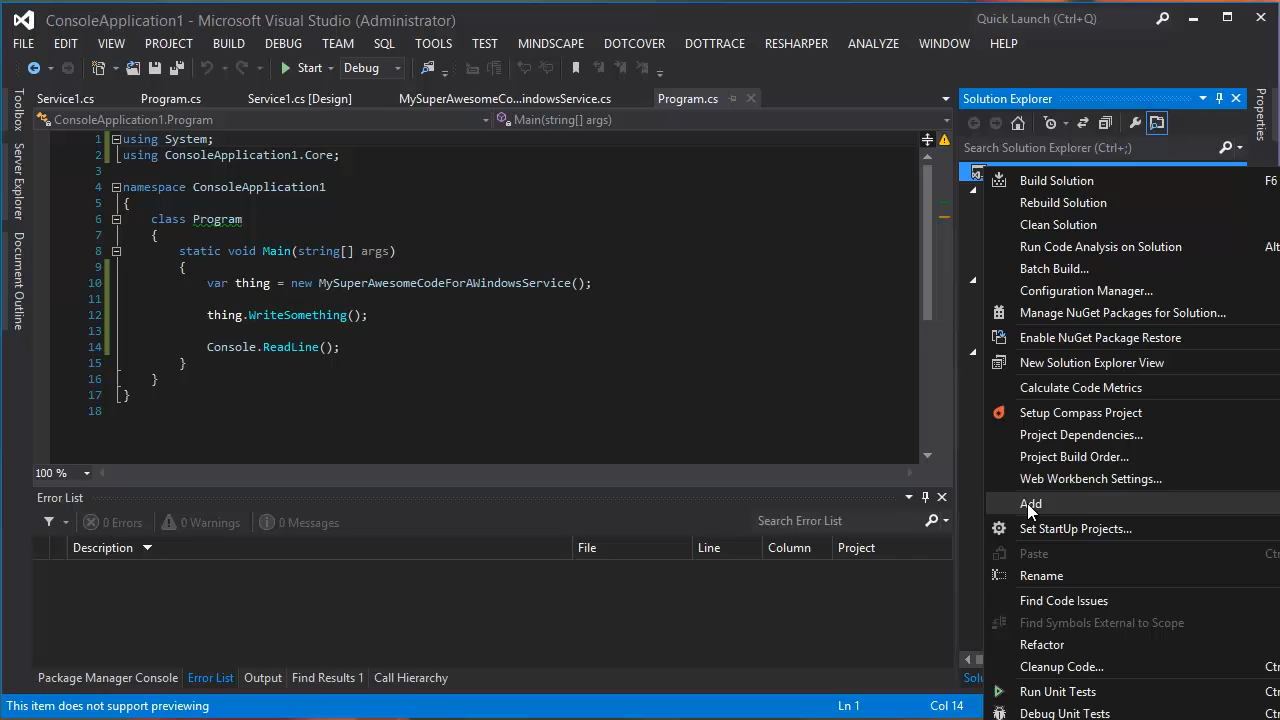 ConsoleApplication1 - Microsoft Visual Studio (Administrator)
Quick Launch (Ctrl+Q)
FILE EDIT VIEW PROJECT BUILD DEBUG TEAM SQL TOOLS TEST MINDSCAPE DOTCOVER DOTTRACE RESHARPER ANALYZE WINDOW HELP
Start Debug
Toolbox
Server Explorer
Document Outline
Service1.cs Program.cs Service1.cs [Design] MySuperAwesomeCo...indowsService.cs Program.cs
ConsoleApplication1.Program Main(string[] args)
1 using System;
2 using ConsoleApplication1.Core;
3
4 namespace ConsoleApplication1
5 {
6 class Program
7 {
8 static void Main(string[] args)
9 {
10 var thing = new MySuperAwesomeCodeForAWindowsService();
11
12 thing.WriteSomething();
13
14 Console.ReadLine();
15 }
16 }
17 }
18
100 %
Error List
0 Errors 0 Warnings 0 Messages
Search Error List
Description File Line Column Project
Package Manager Console Error List Output Find Results 1 Call Hierarchy
This item does not support previewing
Ln 1 Col 14
Solution Explorer
Properties
Search Solution Explorer (Ctrl+;)
Build Solution F6
Rebuild Solution
Clean Solution
Run Code Analysis on Solution Alt
Batch Build...
Configuration Manager...
Manage NuGet Packages for Solution...
Enable NuGet Package Restore
New Solution Explorer View
Calculate Code Metrics
Setup Compass Project
Project Dependencies...
Project Build Order...
Web Workbench Settings...
Add
Set StartUp Projects...
Paste Ctr
Rename
Find Code Issues
Find Symbols External to Scope
Refactor
Cleanup Code... Ctr
Run Unit Tests Ctr
Debug Unit Tests Ctr
Solu